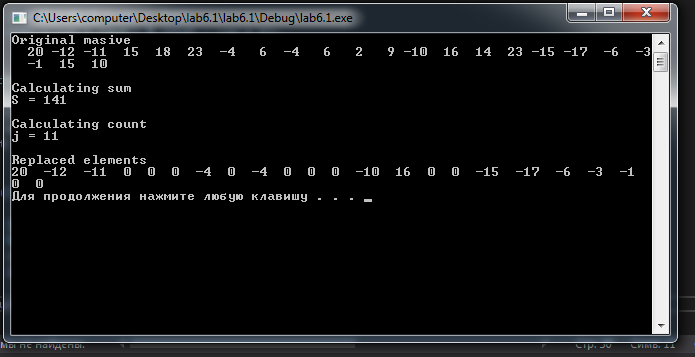 C:\Users\computer\Desktop\lab6.1\lab6.1\Debug\lab6.1.exe
Original masive
20 -12 -11 15 18 23 -4 6 -4 6 2 9 -10 16 14 23 -15 -17 -6 -3
-1 15 10
Calculating sum
S = 141
Calculating count
j = 11
Replaced elements
20 -12 -11 0 0 0 -4 0 -4 0 0 0 -10 16 0 0 -15 -17 -6 -3 -1
0 0
Для продолжения нажмите любую клавишу . . .
мы не найдены.
Стр. 50 Симв. 11